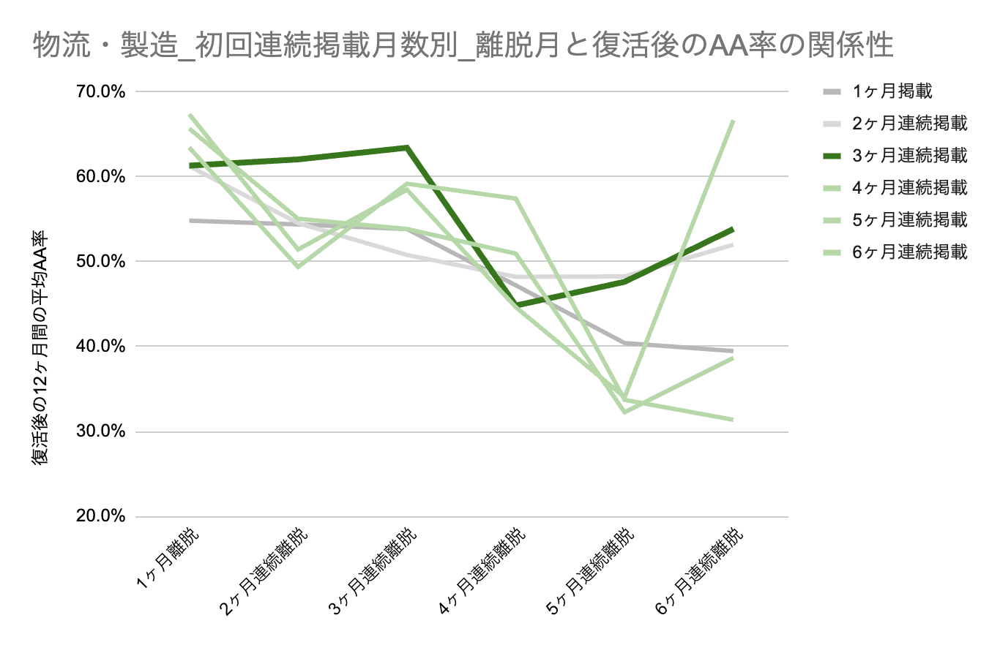 物流・製造_初回連続掲載月数別_離脱月と復活後のAA率の関係性
70.0%
60.0%
50.0%
40.0%
30.0%
20.0%
復活後の12ヶ月間の平均AA率
1ヶ月離脱
2ヶ月連続離脱
3ヶ月連続離脱
4ヶ月連続離脱
5ヶ月連続離脱
6ヶ月連続離脱
1ヶ月掲載
2ヶ月連続掲載
3ヶ月連続掲載
4ヶ月連続掲載
5ヶ月連続掲載
6ヶ月連続掲載